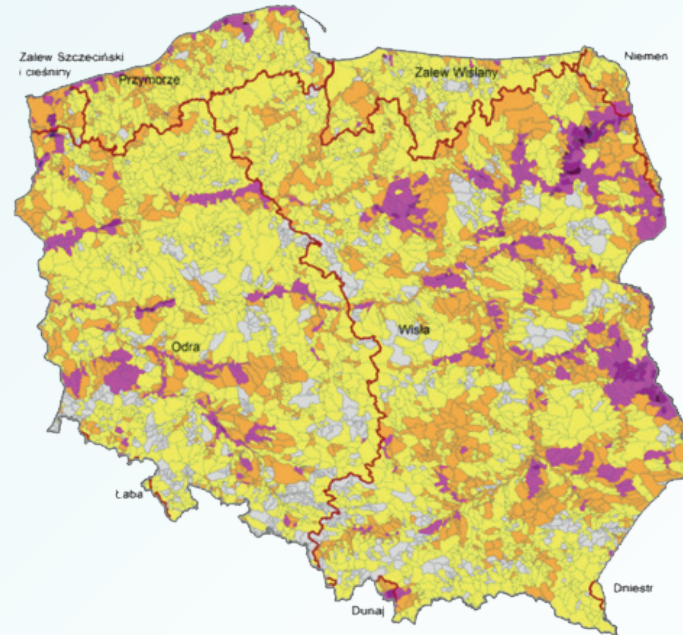 Zalew Szczeciński
i cieśniny
Przymorze
Zalew Wiślany
Niemen
Wisła
Odra
Łaba
Dunaj
Dniestr